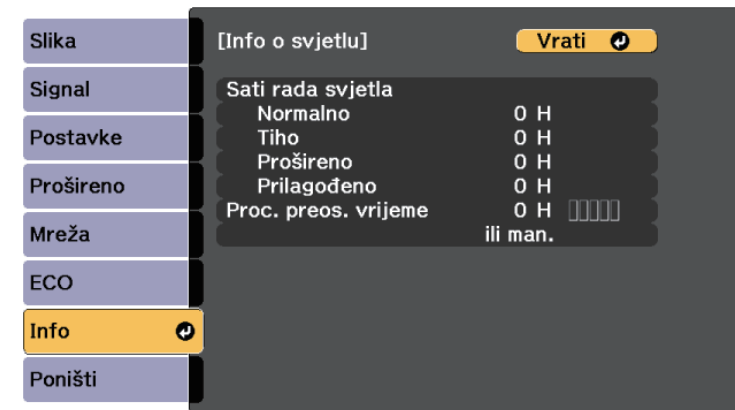 Slika
Signal
Postavke
Prošireno
Mreža
ECO
Info
Poništi
[Info o svjetlu] Vrati
Sati rada svjetla
Normalno 0 H
Tiho 0 H
Prošireno 0 H
Prilagođeno 0 H
Proc. preos. vrijeme 0 H
ili man.